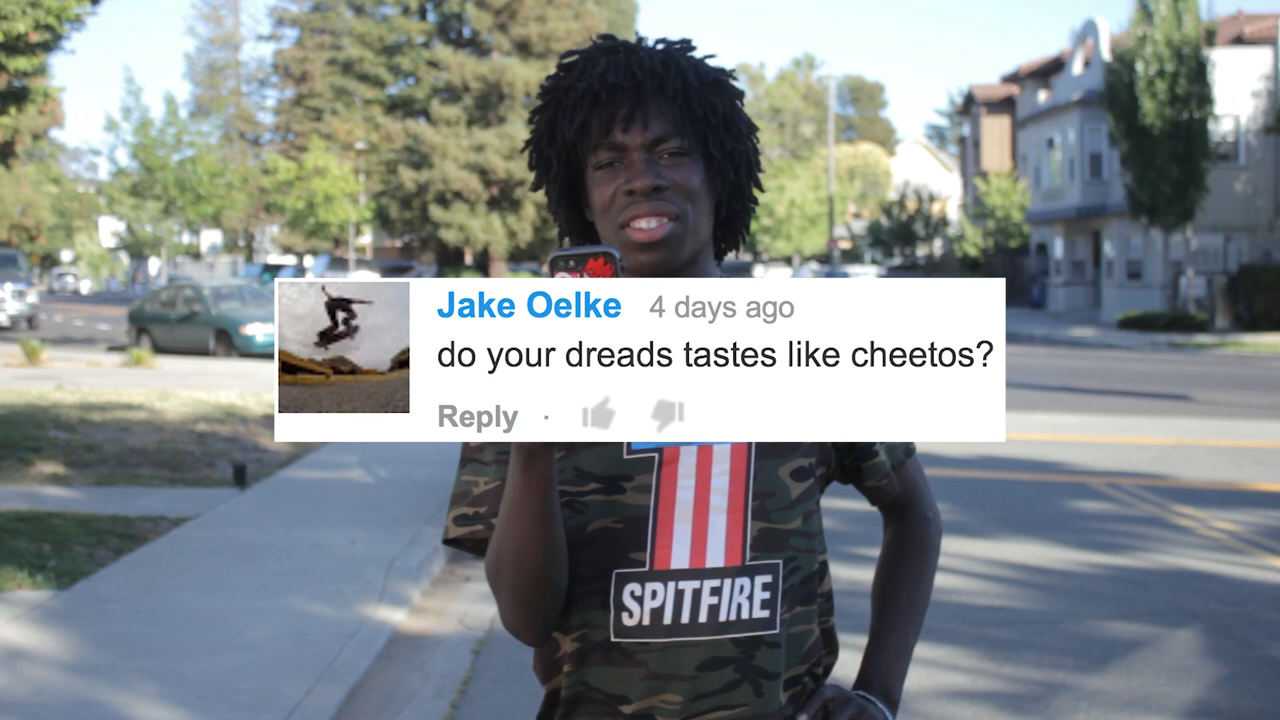 Jake Oelke 4 days ago
do your dreads tastes like cheetos?
Reply ·
SPITFIRE